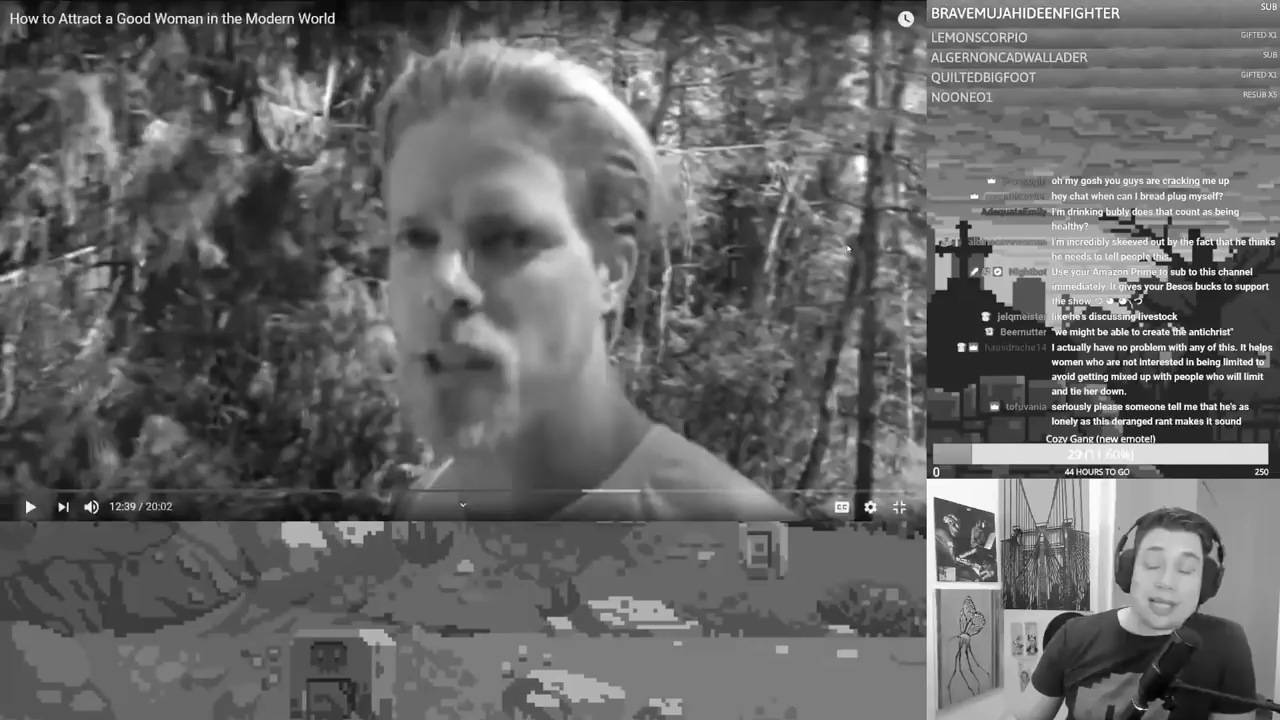 How to Attract a Good Woman in the Modern World
12:39 / 20:02
CC
BRAVEMUJAHIDEENFIGHTER SUB
LEMONSCORPIO GIFTED X1
ALGERNONCADWALLADER SUB
QUILTEDBIGFOOT GIFTED X1
NOONEO1 RESUB X5
oh my gosh you guys are cracking me up
hey chat when can I bread plug myself?
AdequateEmily I'm drinking bubly does that count as being
healthy?
I'm incredibly skeeved out by the fact that he thinks
he needs to tell people this.
Nightbot Use your Amazon Prime to sub to this channel
immediately. It gives your Besos bucks to support
the show
jelqmeister like he's discussing livestock
Beernutter "we might be able to create the antichrist"
hausdrache14 I actually have no problem with any of this. It helps
women who are not interested in being limited to
avoid getting mixed up with people who will limit
and tie her down.
tofuvania seriously please someone tell me that he's as
lonely as this deranged rant makes it sound
Cozy Gang (new emote!)
0 44 HOURS TO GO 250